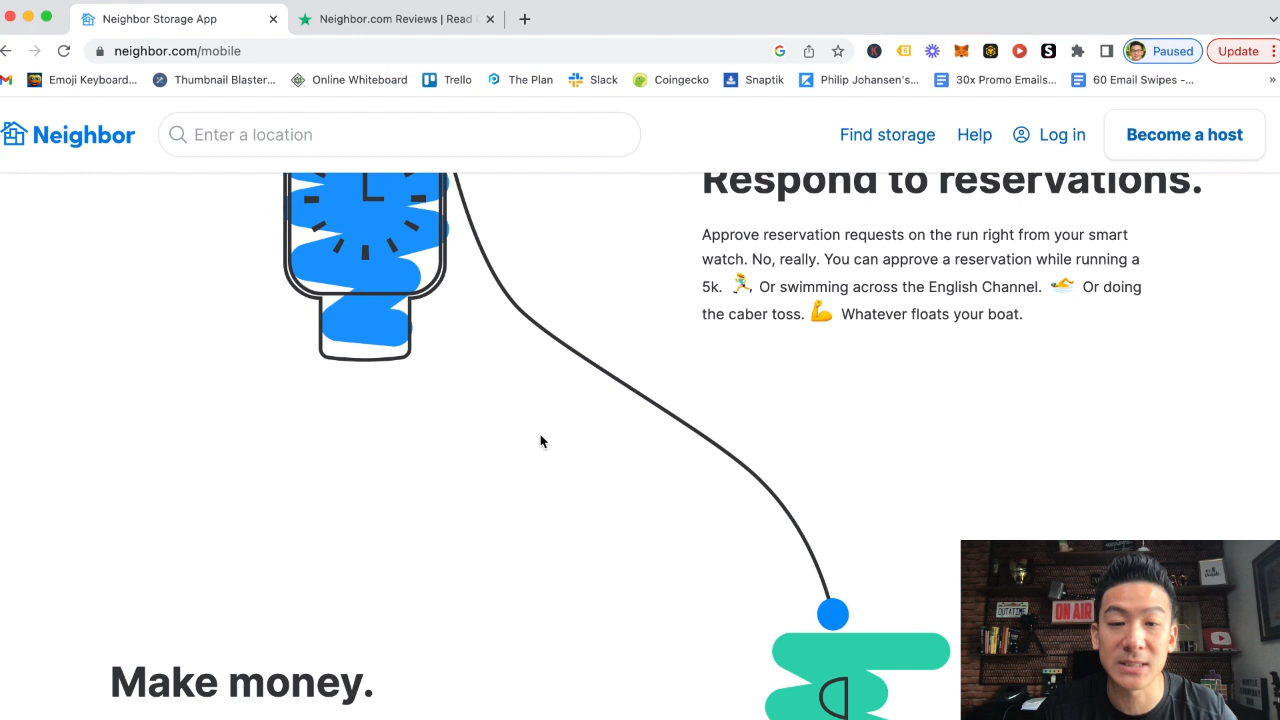 Neighbor Storage App
Neighbor.com Reviews | Read
neighbor.com/mobile
Paused
Update
Emoji Keyboard...
Thumbnail Blaster...
Online Whiteboard
Trello
The Plan
Slack
Coingecko
Snaptik
Philip Johansen's...
30x Promo Emails...
60 Email Swipes -...
»
Neighbor
Enter a location
Find storage
Help
Log in
Become a host
Respond to reservations.
Approve reservation requests on the run right from your smart
watch. No, really. You can approve a reservation while running a
5k. 🏃 Or swimming across the English Channel. 🏊 Or doing
the caber toss. 💪 Whatever floats your boat.
Make money.
OUTATIME
ON AIR